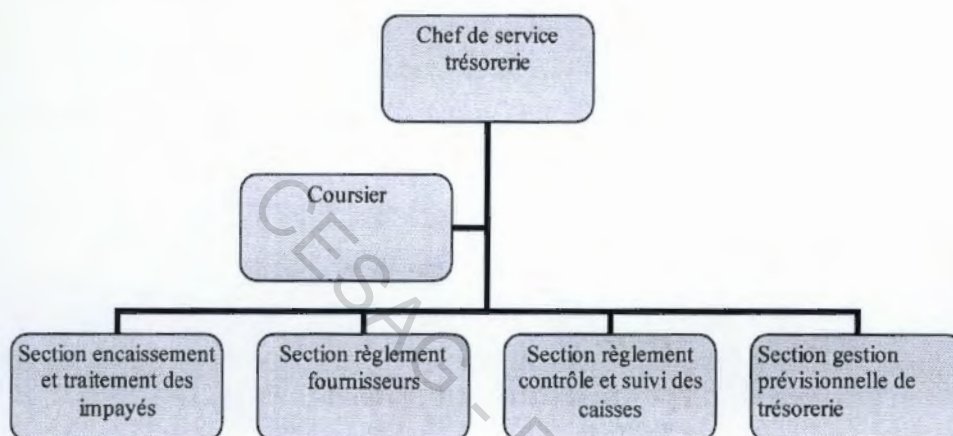 Chef de service
trésorerie
Coursier
Section encaissement
et traitement des
impayés
Section règlement
fournisseurs
Section règlement
contrôle et suivi des
caisses
Section gestion
prévisionnelle de
trésorerie
CESAG -